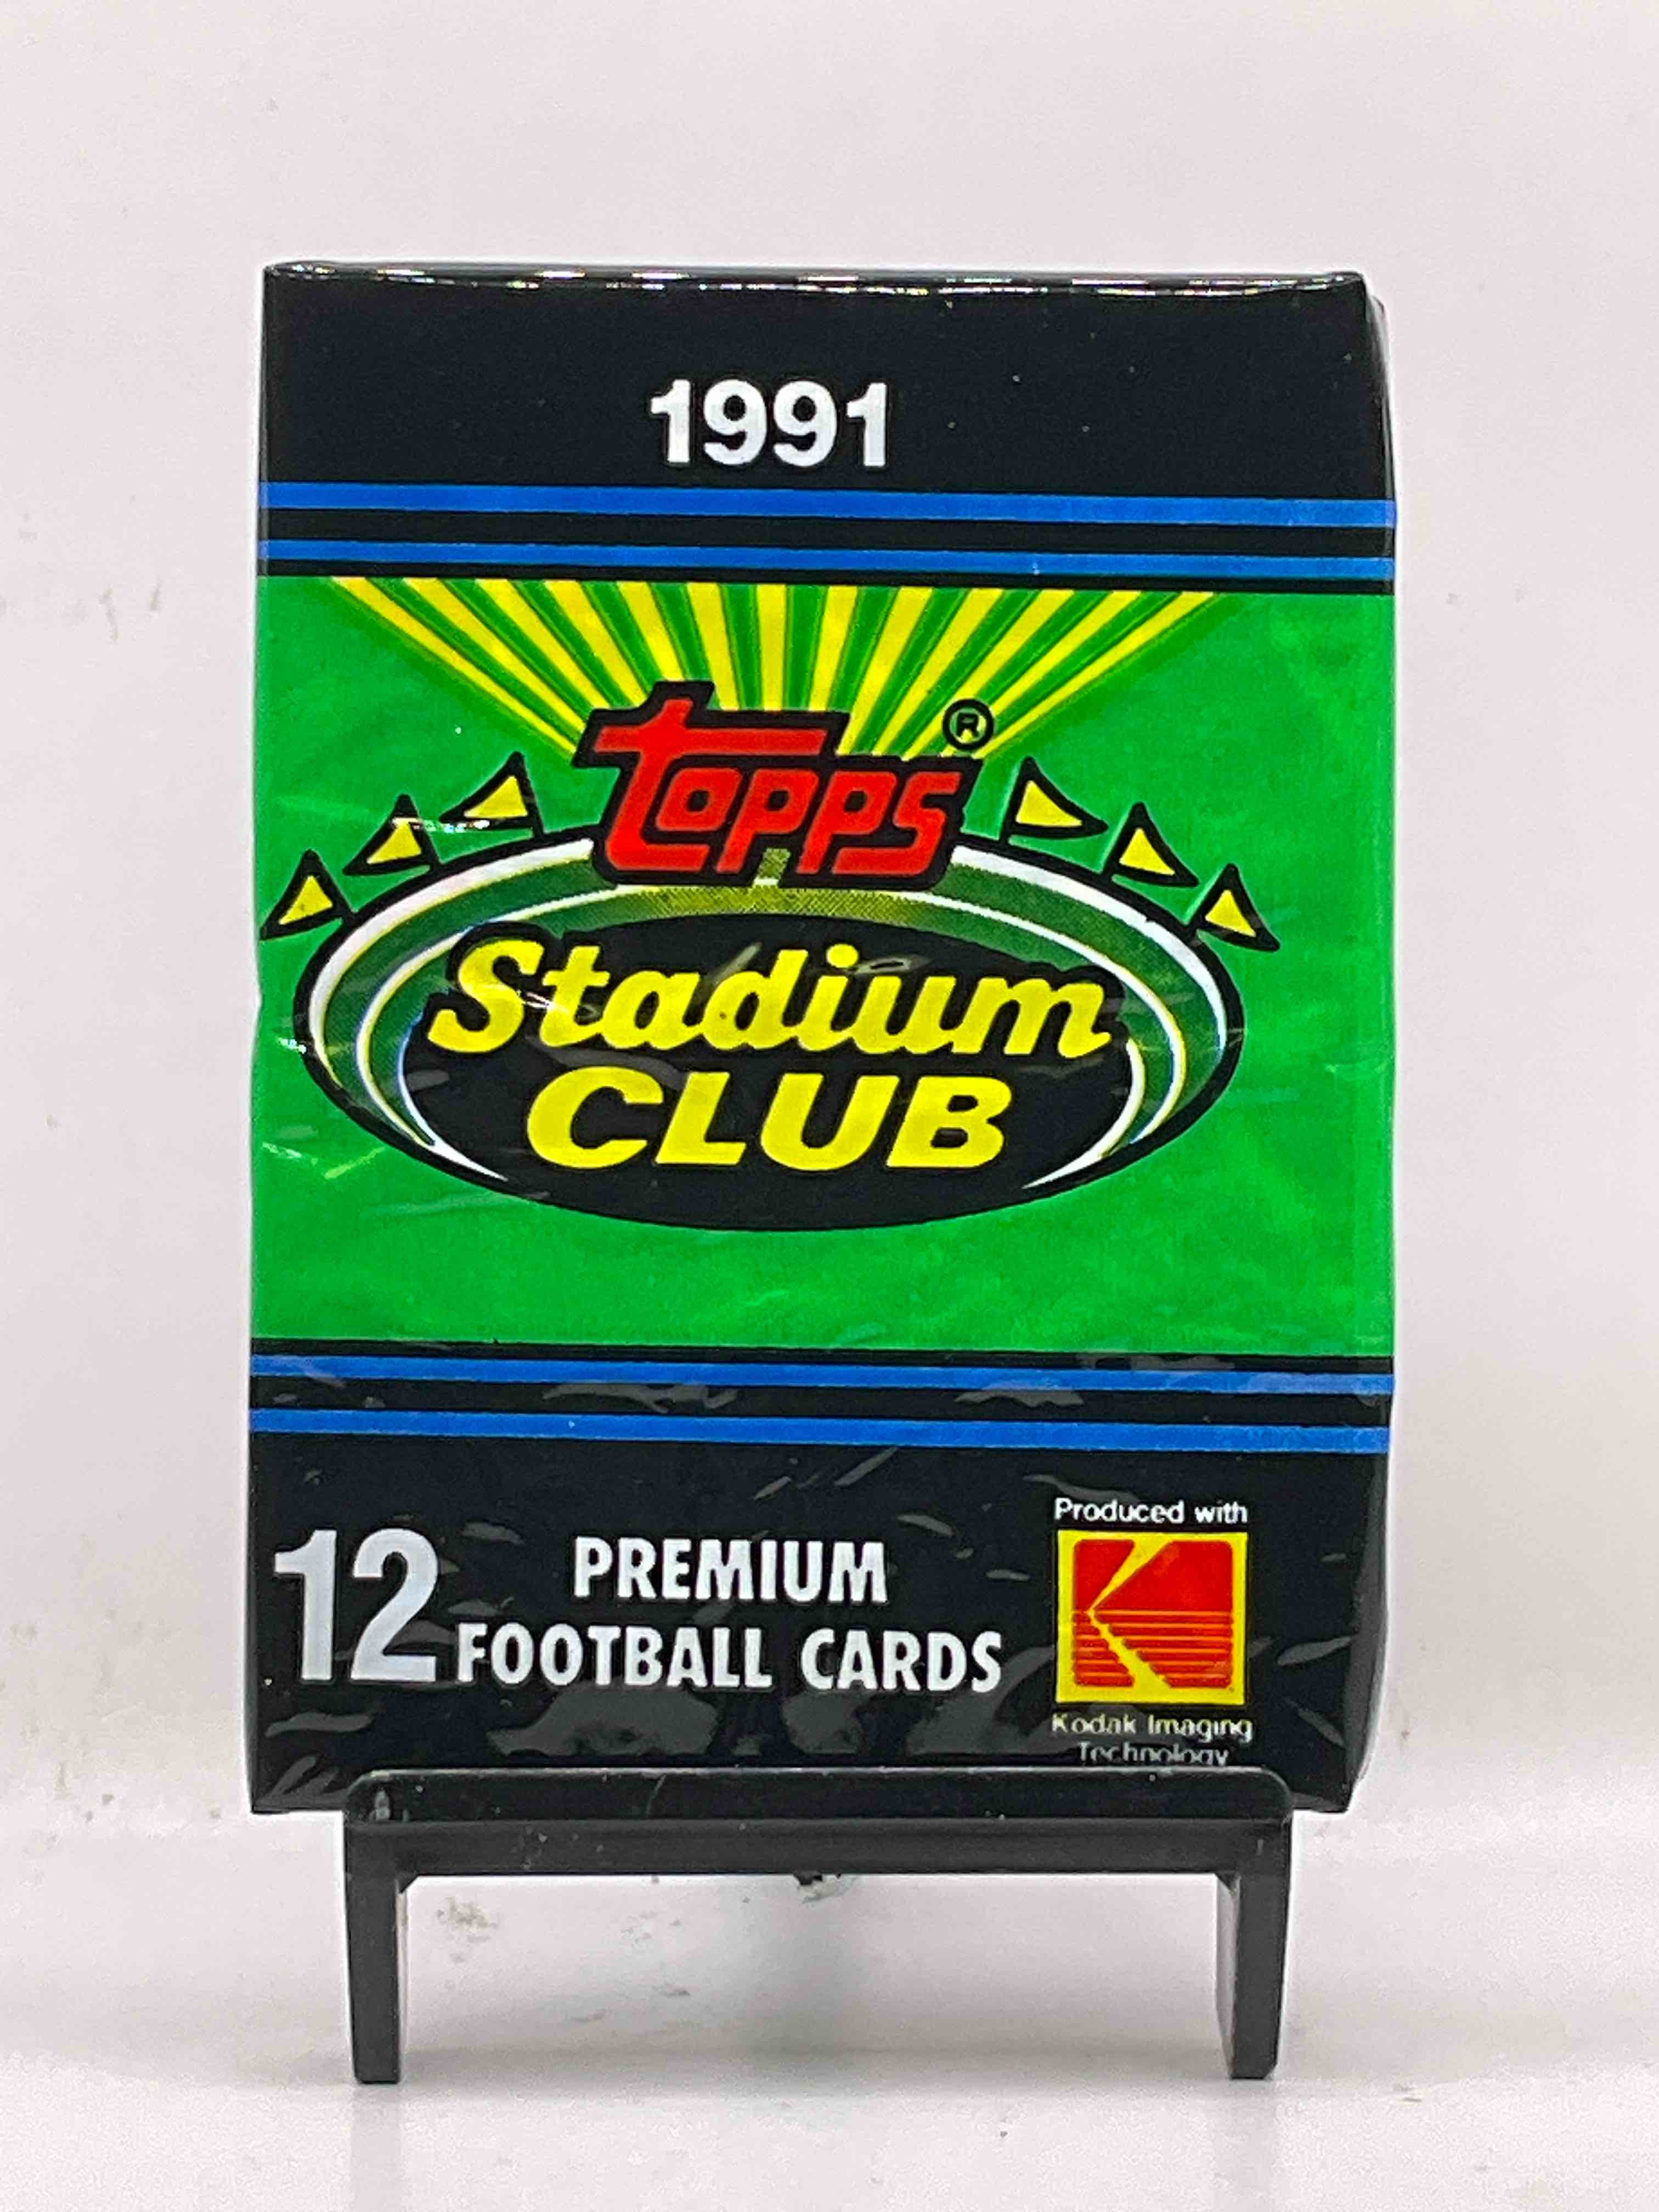 1991
topps®
Stadium
CLUB
12 PREMIUM
FOOTBALL CARDS
Produced with
Kodak Imaging
Technology